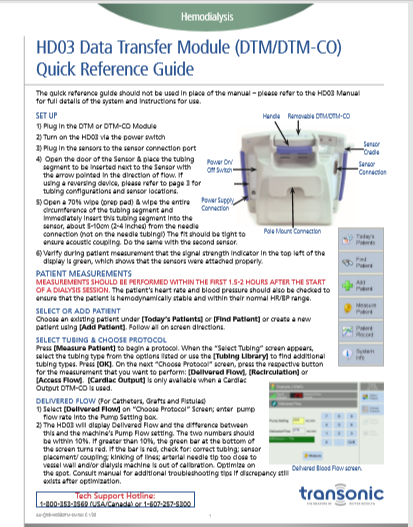 Hemodialysis
HD03 Data Transfer Module (DTM/DTM-CO)
Quick Reference Guide
The quick reference guide should not be used in place of the manual – please refer to the HD03 Manual
for full details of the system and instructions for use.
SET UP
1) Plug in the DTM or DTM-CO Module
2) Turn on the HD03 via the power switch
3) Plug in the sensors to the sensor connection port
4) Open the door of the Sensor & place the tubing
segment to be inserted next to the Sensor with
the arrow pointed in the direction of flow. If
using a reversing device, please refer to page 3 for
tubing configurations and sensor locations.
5) Open a 70% wipe (prep pad) & wipe the entire
circumference of the tubing segment and
immediately insert this tubing segment into the
sensor, about 5-10cm (2-4 inches) from the needle
connection (not on the needle tubing!) The fit should be tight to
ensure acoustic coupling. Do the same with the second sensor.
6) Verify during patient measurement that the signal strength indicator in the top left of the
display is green, which shows that the sensors were attached properly.
Handle
Removable DTM/DTM-CO
Sensor
Cradle
Sensor
Connection
Power On/
Off Switch
Power Supply
Connection
Pole Mount Connection
Today's
Patients
Find
Patient
Add
Patient
Measure
Patient
Patient
Record
System
Info
PATIENT MEASUREMENTS
MEASUREMENTS SHOULD BE PERFORMED WITHIN THE FIRST 1.5-2 HOURS AFTER THE START
OF A DIALYSIS SESSION. The patient's heart rate and blood pressure should also be checked to
ensure that the patient is hemodynamically stable and within their normal HR/BP range.
SELECT OR ADD PATIENT
Choose an existing patient under [Today's Patients] or [Find Patient] or create a new
patient using [Add Patient]. Follow all on screen directions.
SELECT TUBING & CHOOSE PROTOCOL
Press [Measure Patient] to begin a protocol. When the "Select Tubing" screen appears,
select the tubing type from the options listed or use the [Tubing Library] to find additional
tubing types. Press [OK]. On the next "Choose Protocol" screen, press the respective button
for the measurement that you want to perform: [Delivered Flow], [Recirculation] or
[Access Flow]. [Cardiac Output] is only available when a Cardiac
Output DTM-CO is used.
DELIVERED FLOW (For Catheters, Grafts and Fistulas)
1) Select [Delivered Flow] on "Choose Protocol" Screen; enter pump
flow rate into the Pump Setting box.
2) The HD03 will display Delivered Flow and the difference between
this and the machine's Pump Flow setting. The two numbers should
be within 10%. If greater than 10%, the green bar at the bottom of
the screen turns red. If the bar is red, check for: correct tubing; sensor
placement/ coupling; kinking of lines; arterial needle tip too close to
vessel wall and/or dialysis machine is out of calibration. Optimize on
the spot. Consult manual for additional troubleshooting tips if discrepancy still
exists after optimization.
Delivered Blood Flow screen.
Tech Support Hotline:
1-800-353-3569 (USA/Canada) or 1-607-257-5300
transonic